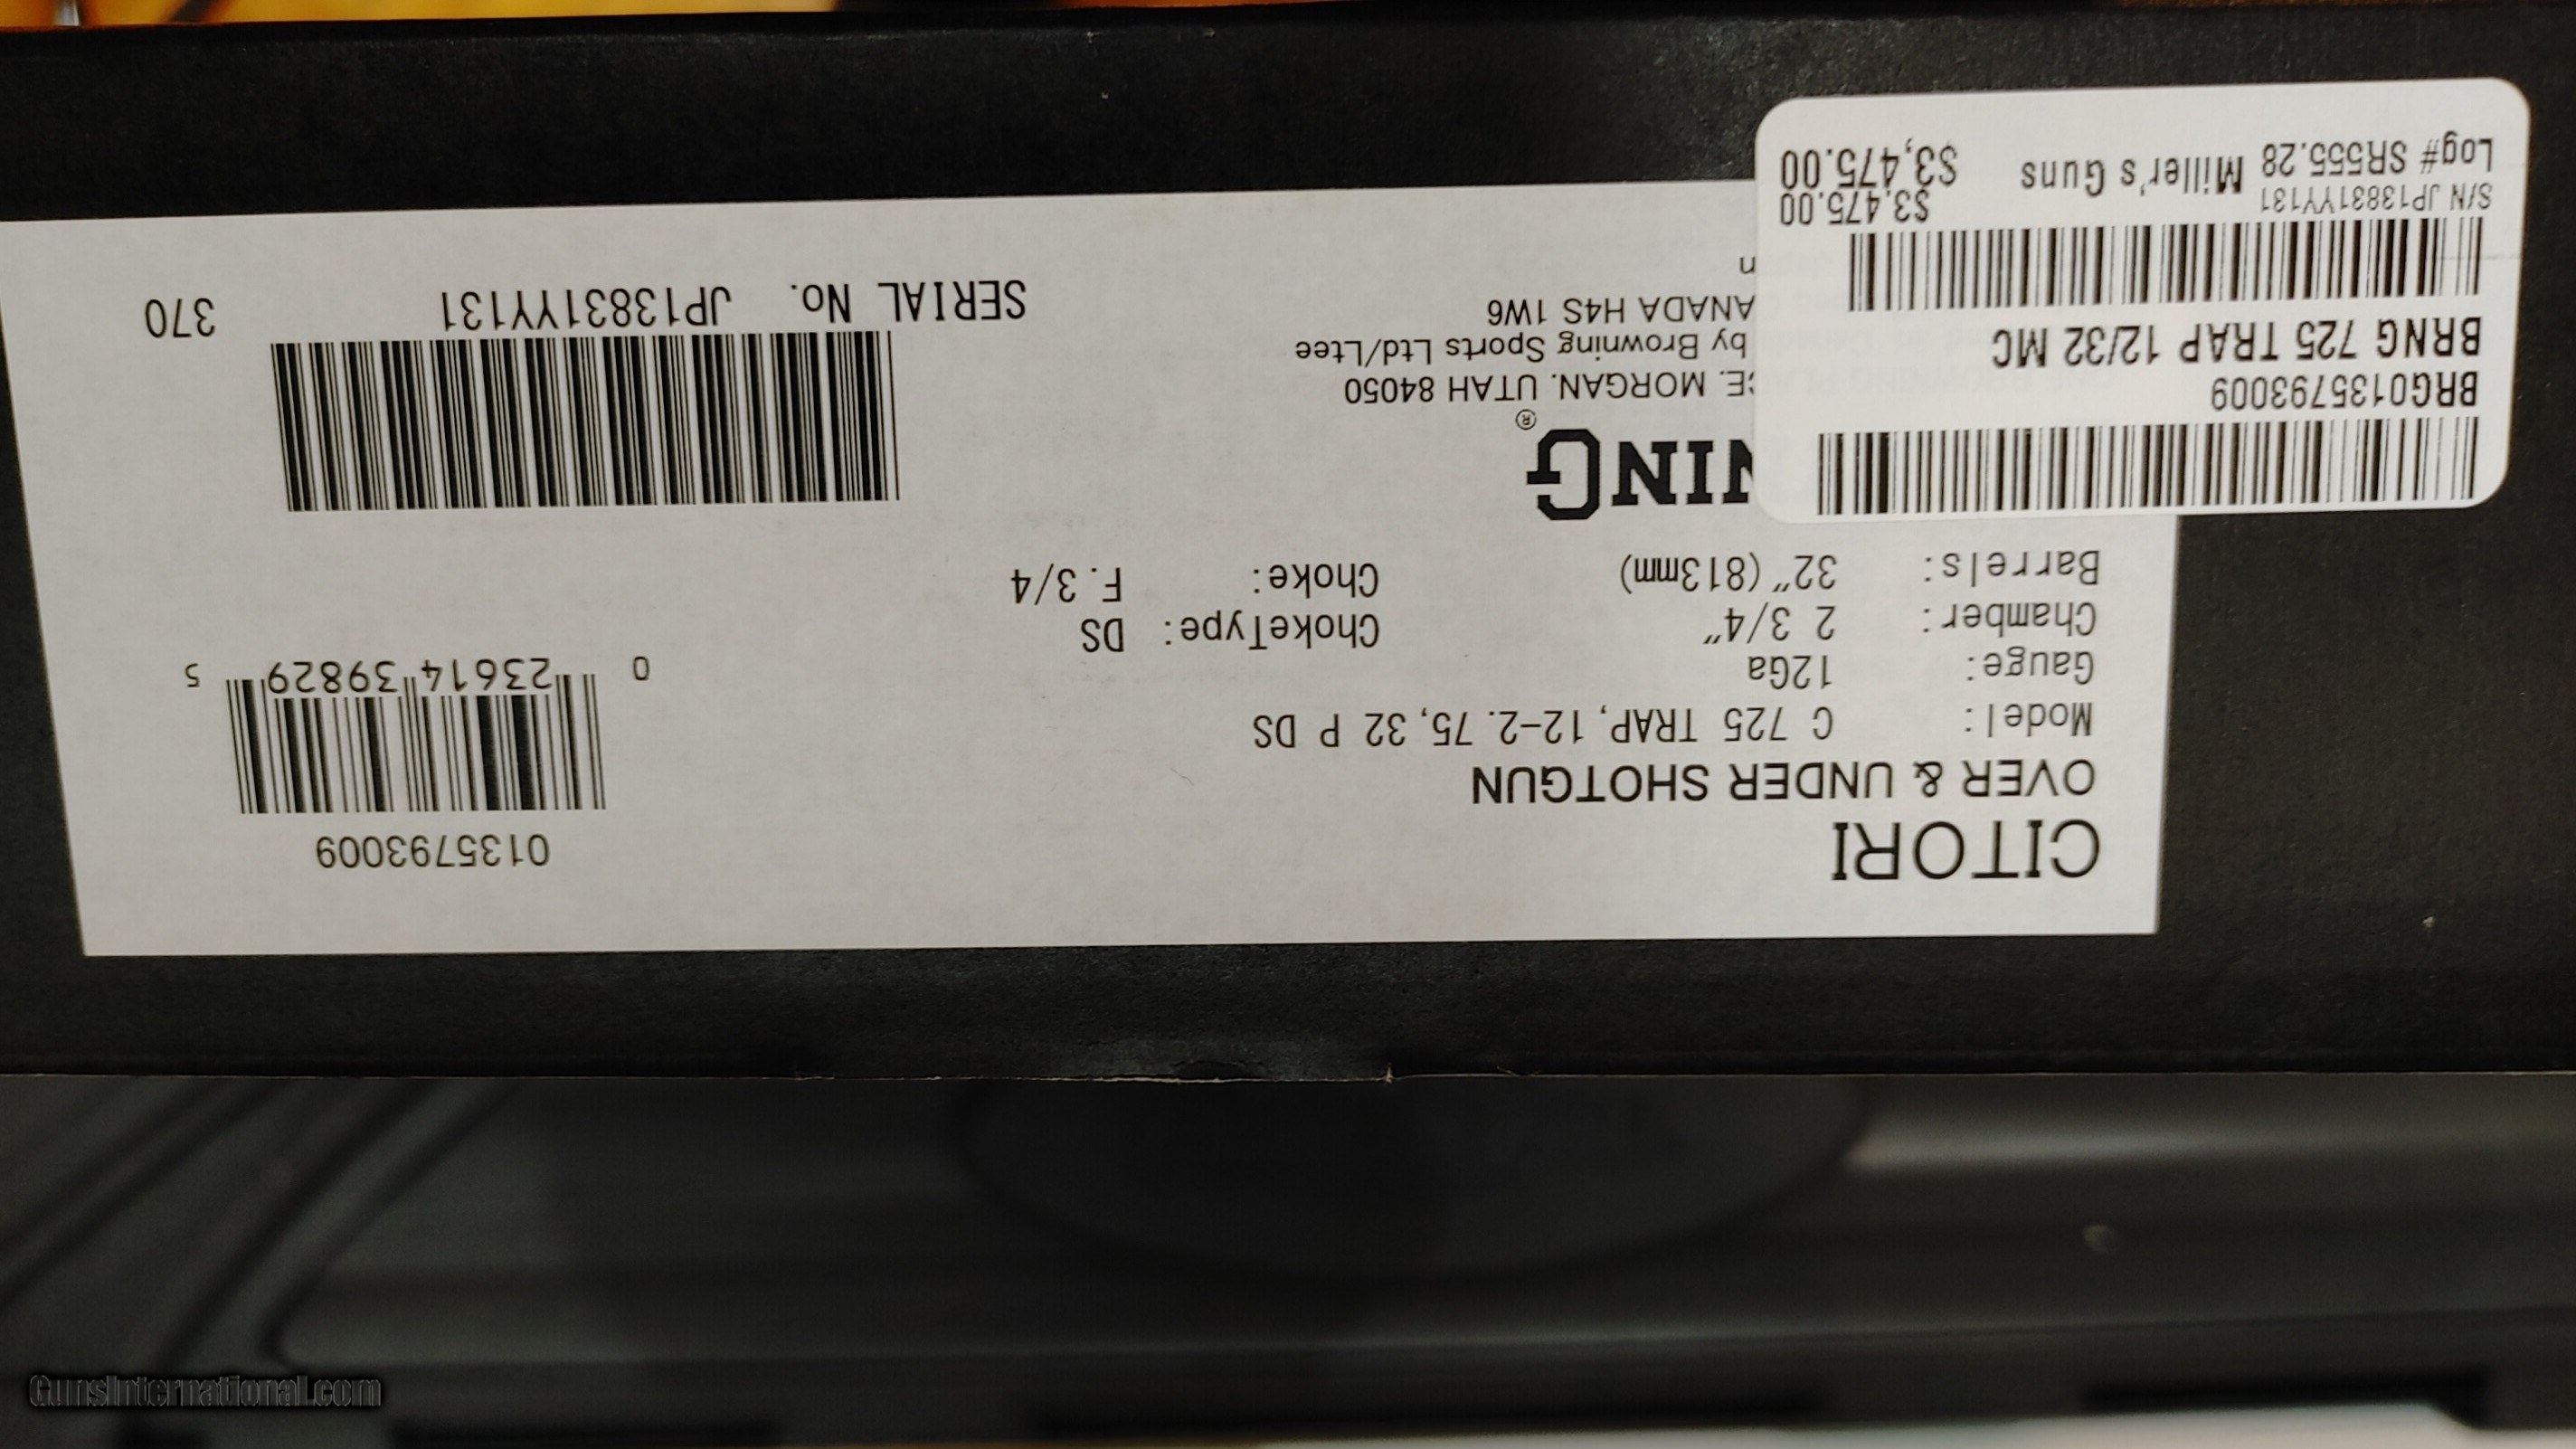 CITORI
OVER & UNDER SHOTGUN
Model: C 725 TRAP, 12-2.75, 32 P DS
Gauge: 12Ga
Chamber: 2 3/4"
Barrels: 32" (813mm)
ChokeType: DS
Choke: F. 3/4
0135793009
0 23614 39829 5
NING®
CE. MORGAN. UTAH 84050
by Browning Sports Ltd/Ltee
ANADA H4S 1W6
n
SERIAL No. JP13831YY131
370
BRG0135793009
BRNG 725 TRAP 12/32 MC
S/N JP13831YY131 $3,475.00
Log# SR555.28 Miller's Guns $3,475.00
GunsInternational.com